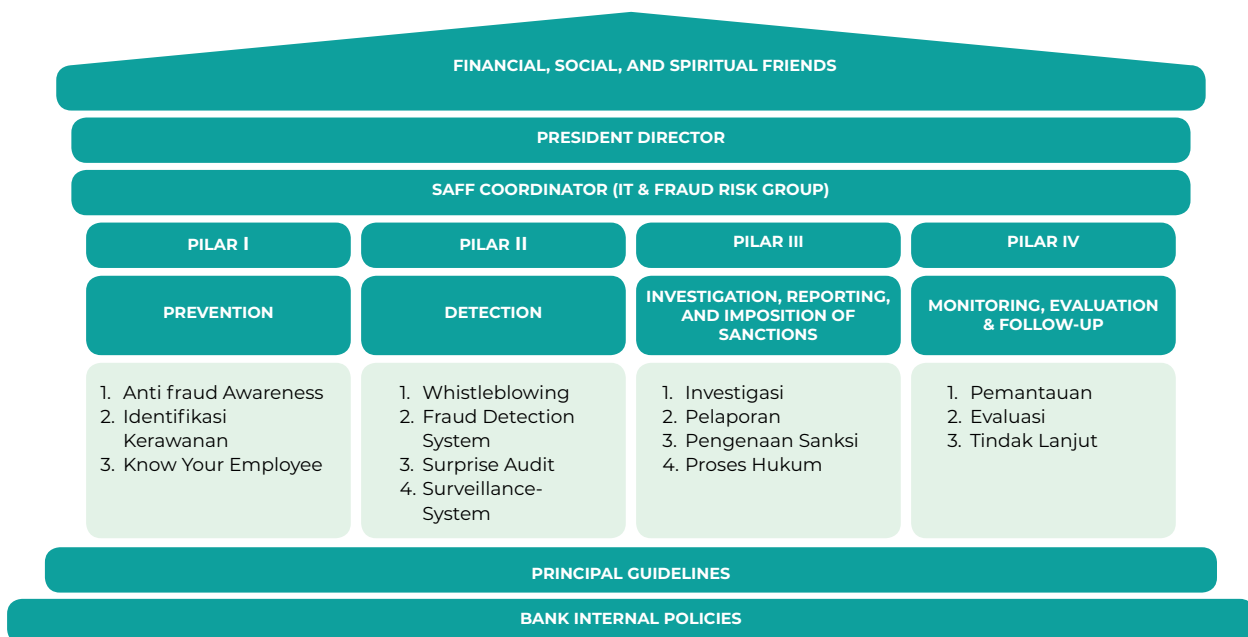 FINANCIAL, SOCIAL, AND SPIRITUAL FRIENDS
PRESIDENT DIRECTOR
SAFF COORDINATOR (IT & FRAUD RISK GROUP)
PILAR I
PREVENTION
1. Anti fraud Awareness
2. Identifikasi
Kerawanan
3. Know Your Employee
PILAR II
DETECTION
1. Whistleblowing
2. Fraud Detection
System
3. Surprise Audit
4. Surveillance-
System
PILAR III
INVESTIGATION, REPORTING,
AND IMPOSITION OF
SANCTIONS
1. Investigasi
2. Pelaporan
3. Pengenaan Sanksi
4. Proses Hukum
PILAR IV
MONITORING, EVALUATION
& FOLLOW-UP
1. Pemantauan
2. Evaluasi
3. Tindak Lanjut
PRINCIPAL GUIDELINES
BANK INTERNAL POLICIES